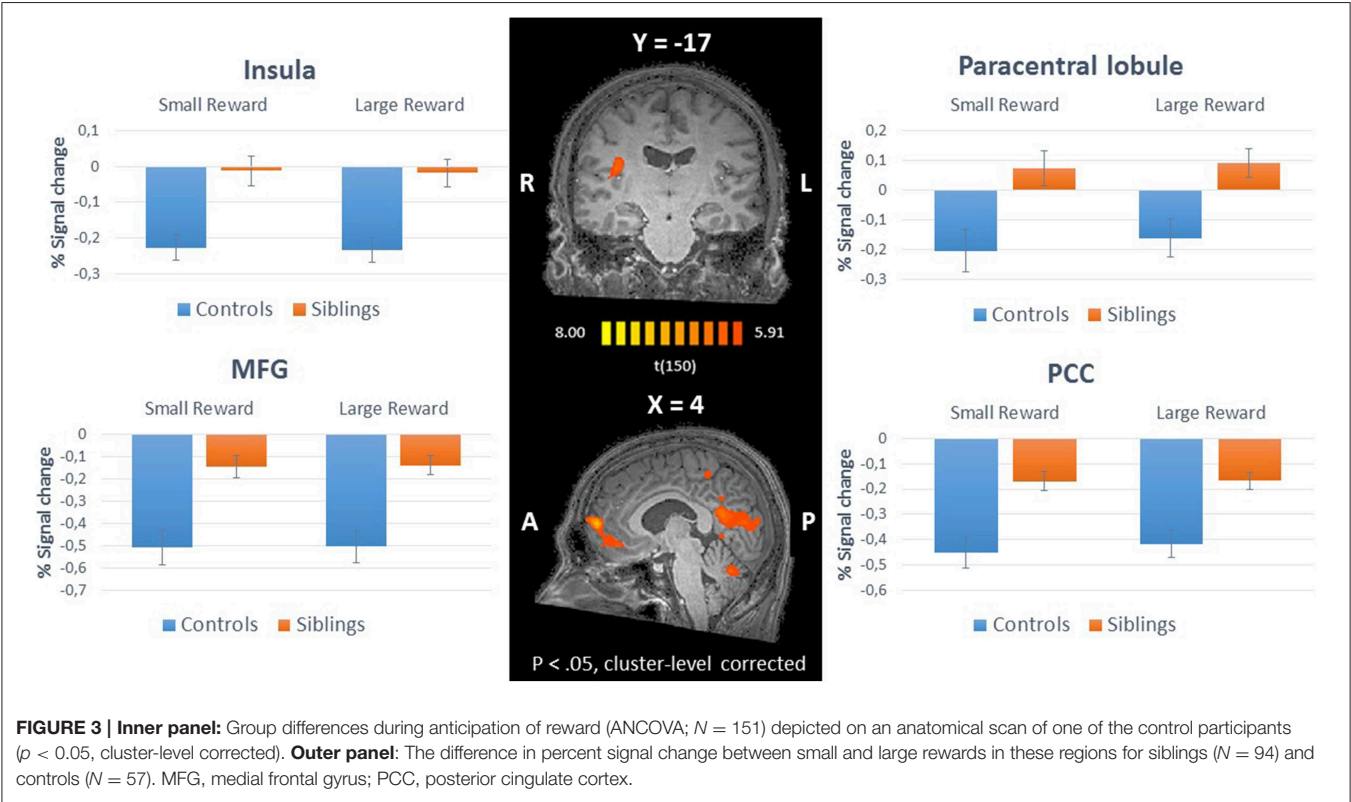 Insula
Small Reward Large Reward
0,1
0
-0,1
-0,2
-0,3
% Signal change
Controls Siblings
MFG
Small Reward Large Reward
0
-0,1
-0,2
-0,3
-0,4
-0,5
-0,6
-0,7
% Signal change
Controls Siblings
Y = -17
R L
8.00 5.91
t(150)
X = 4
A P
P < .05, cluster-level corrected
Paracentral lobule
Small Reward Large Reward
0,2
0,1
0
-0,1
-0,2
-0,3
% Signal change
Controls Siblings
PCC
Small Reward Large Reward
0
-0,1
-0,2
-0,3
-0,4
-0,5
-0,6
% Signal change
Controls Siblings
FIGURE 3 | Inner panel: Group differences during anticipation of reward (ANCOVA; N = 151) depicted on an anatomical scan of one of the control participants
(p < 0.05, cluster-level corrected). Outer panel: The difference in percent signal change between small and large rewards in these regions for siblings (N = 94) and
controls (N = 57). MFG, medial frontal gyrus; PCC, posterior cingulate cortex.